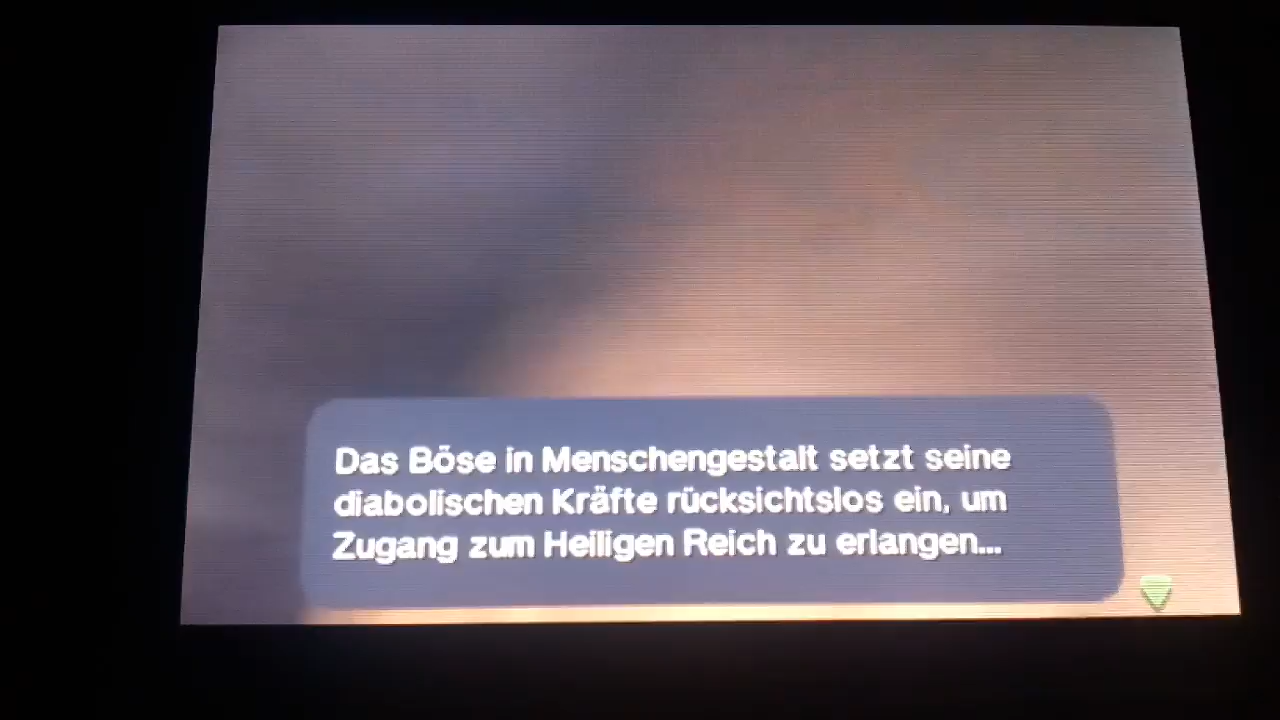 Das Böse in Menschengestalt setzt seine
diabolischen Kräfte rücksichtslos ein, um
Zugang zum Heiligen Reich zu erlangen...